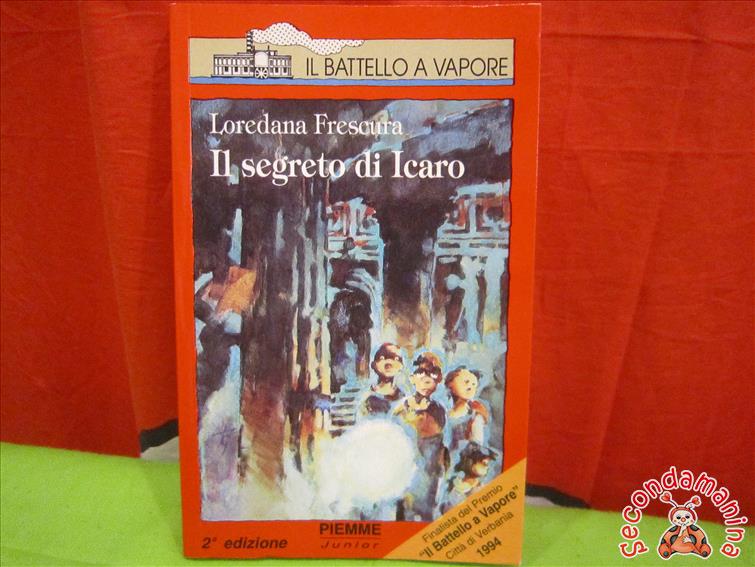 IL BATTELLO A VAPORE
Loredana Frescura
Il segreto di Icaro
2° edizione
PIEMME
Junior
Finalista del Premio
"Il Battello a Vapore"
Città di Verbania
1994
Secondamanina